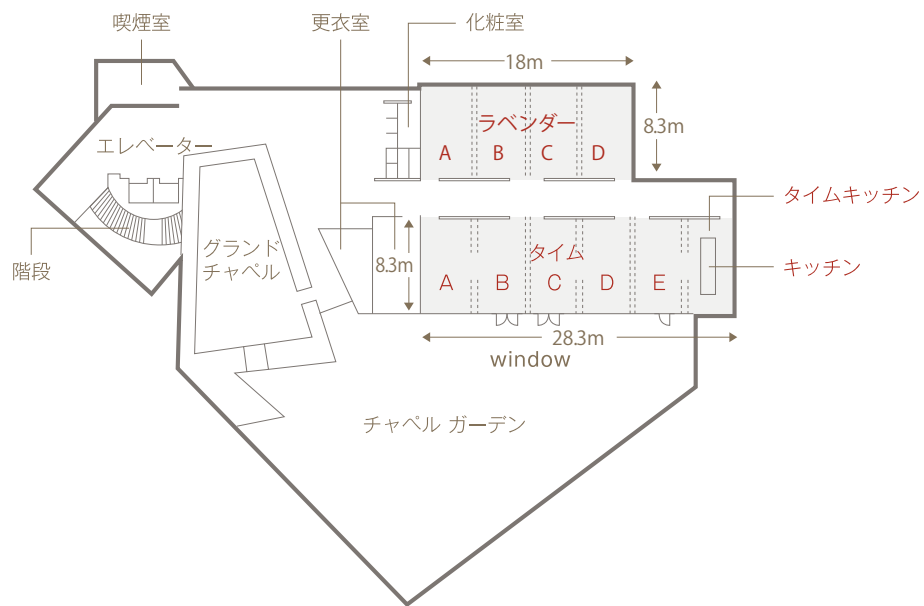 喫煙室
更衣室
化粧室
18m
ラベンダー
A B C D
8.3m
エレベーター
タイムキッチン
グランド
チャペル
8.3m
タイム
A B C D E
キッチン
階段
28.3m
window
チャペル ガーデン